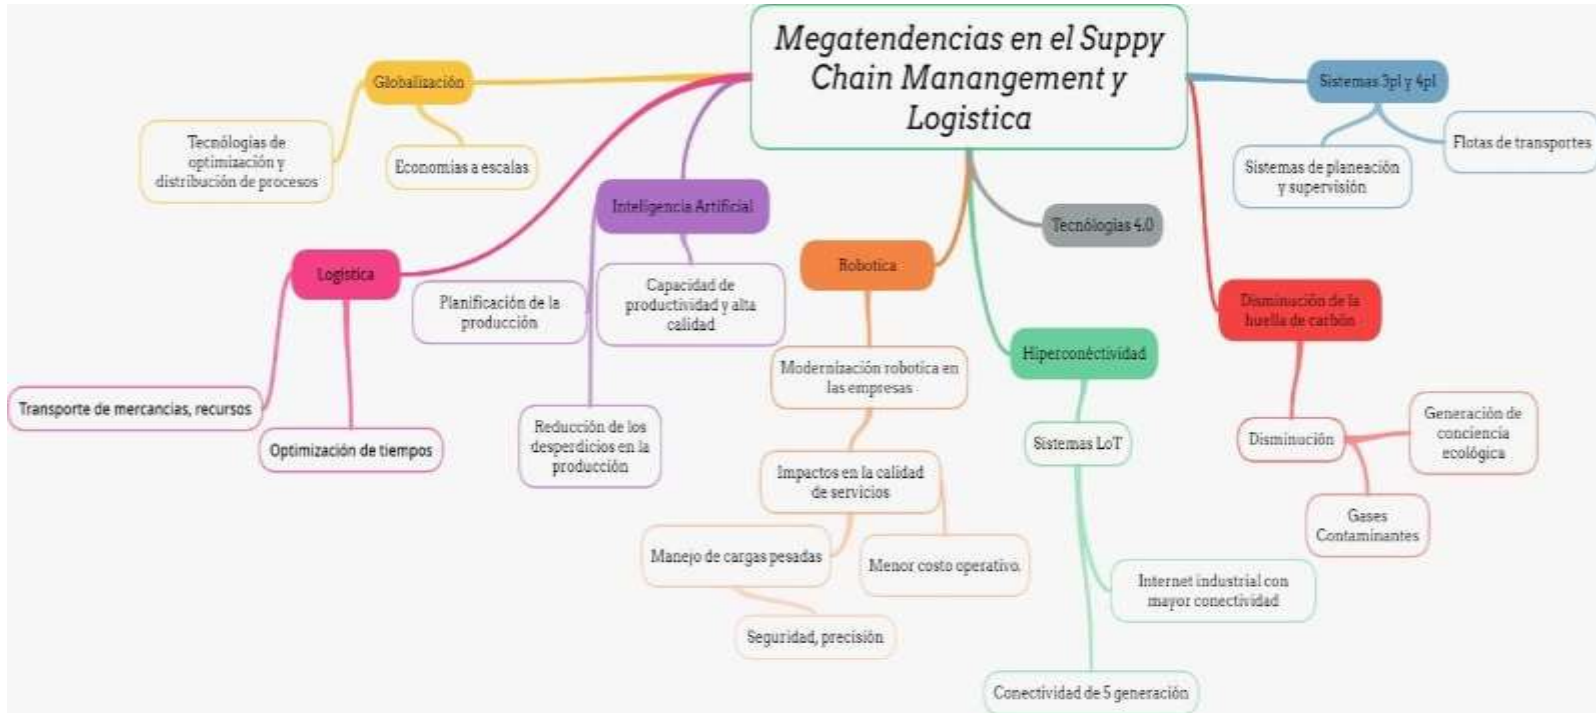 Megatendencias en el Suppy
Chain Manangement y
Logistica
Globalización
Tecnólogías de
optimización y
distribución de procesos
Economias a escalas
Logistica
Transporte de mercancias, recursos
Optimización de tiempos
Inteligencia Artificial
Planificación de la
producción
Capacidad de
productividad y alta
calidad
Reducción de los
desperdicios en la
producción
Robotica
Modernización robotica en
las empresas
Impactos en la calidad
de servicios
Manejo de cargas pesadas
Menor costo operativo.
Seguridad, precisión
Tecnólogias 4.0
Hiperconéctividad
Sistemas LoT
Internet industrial con
mayor conectividad
Conectividad de 5 generación
Sistemas 3pl y 4pl
Sistemas de planeación
y supervisión
Flotas de transportes
Disminución de la
huella de carbón
Disminución
Generación de
conciencia
ecológica
Gases
Contaminantes